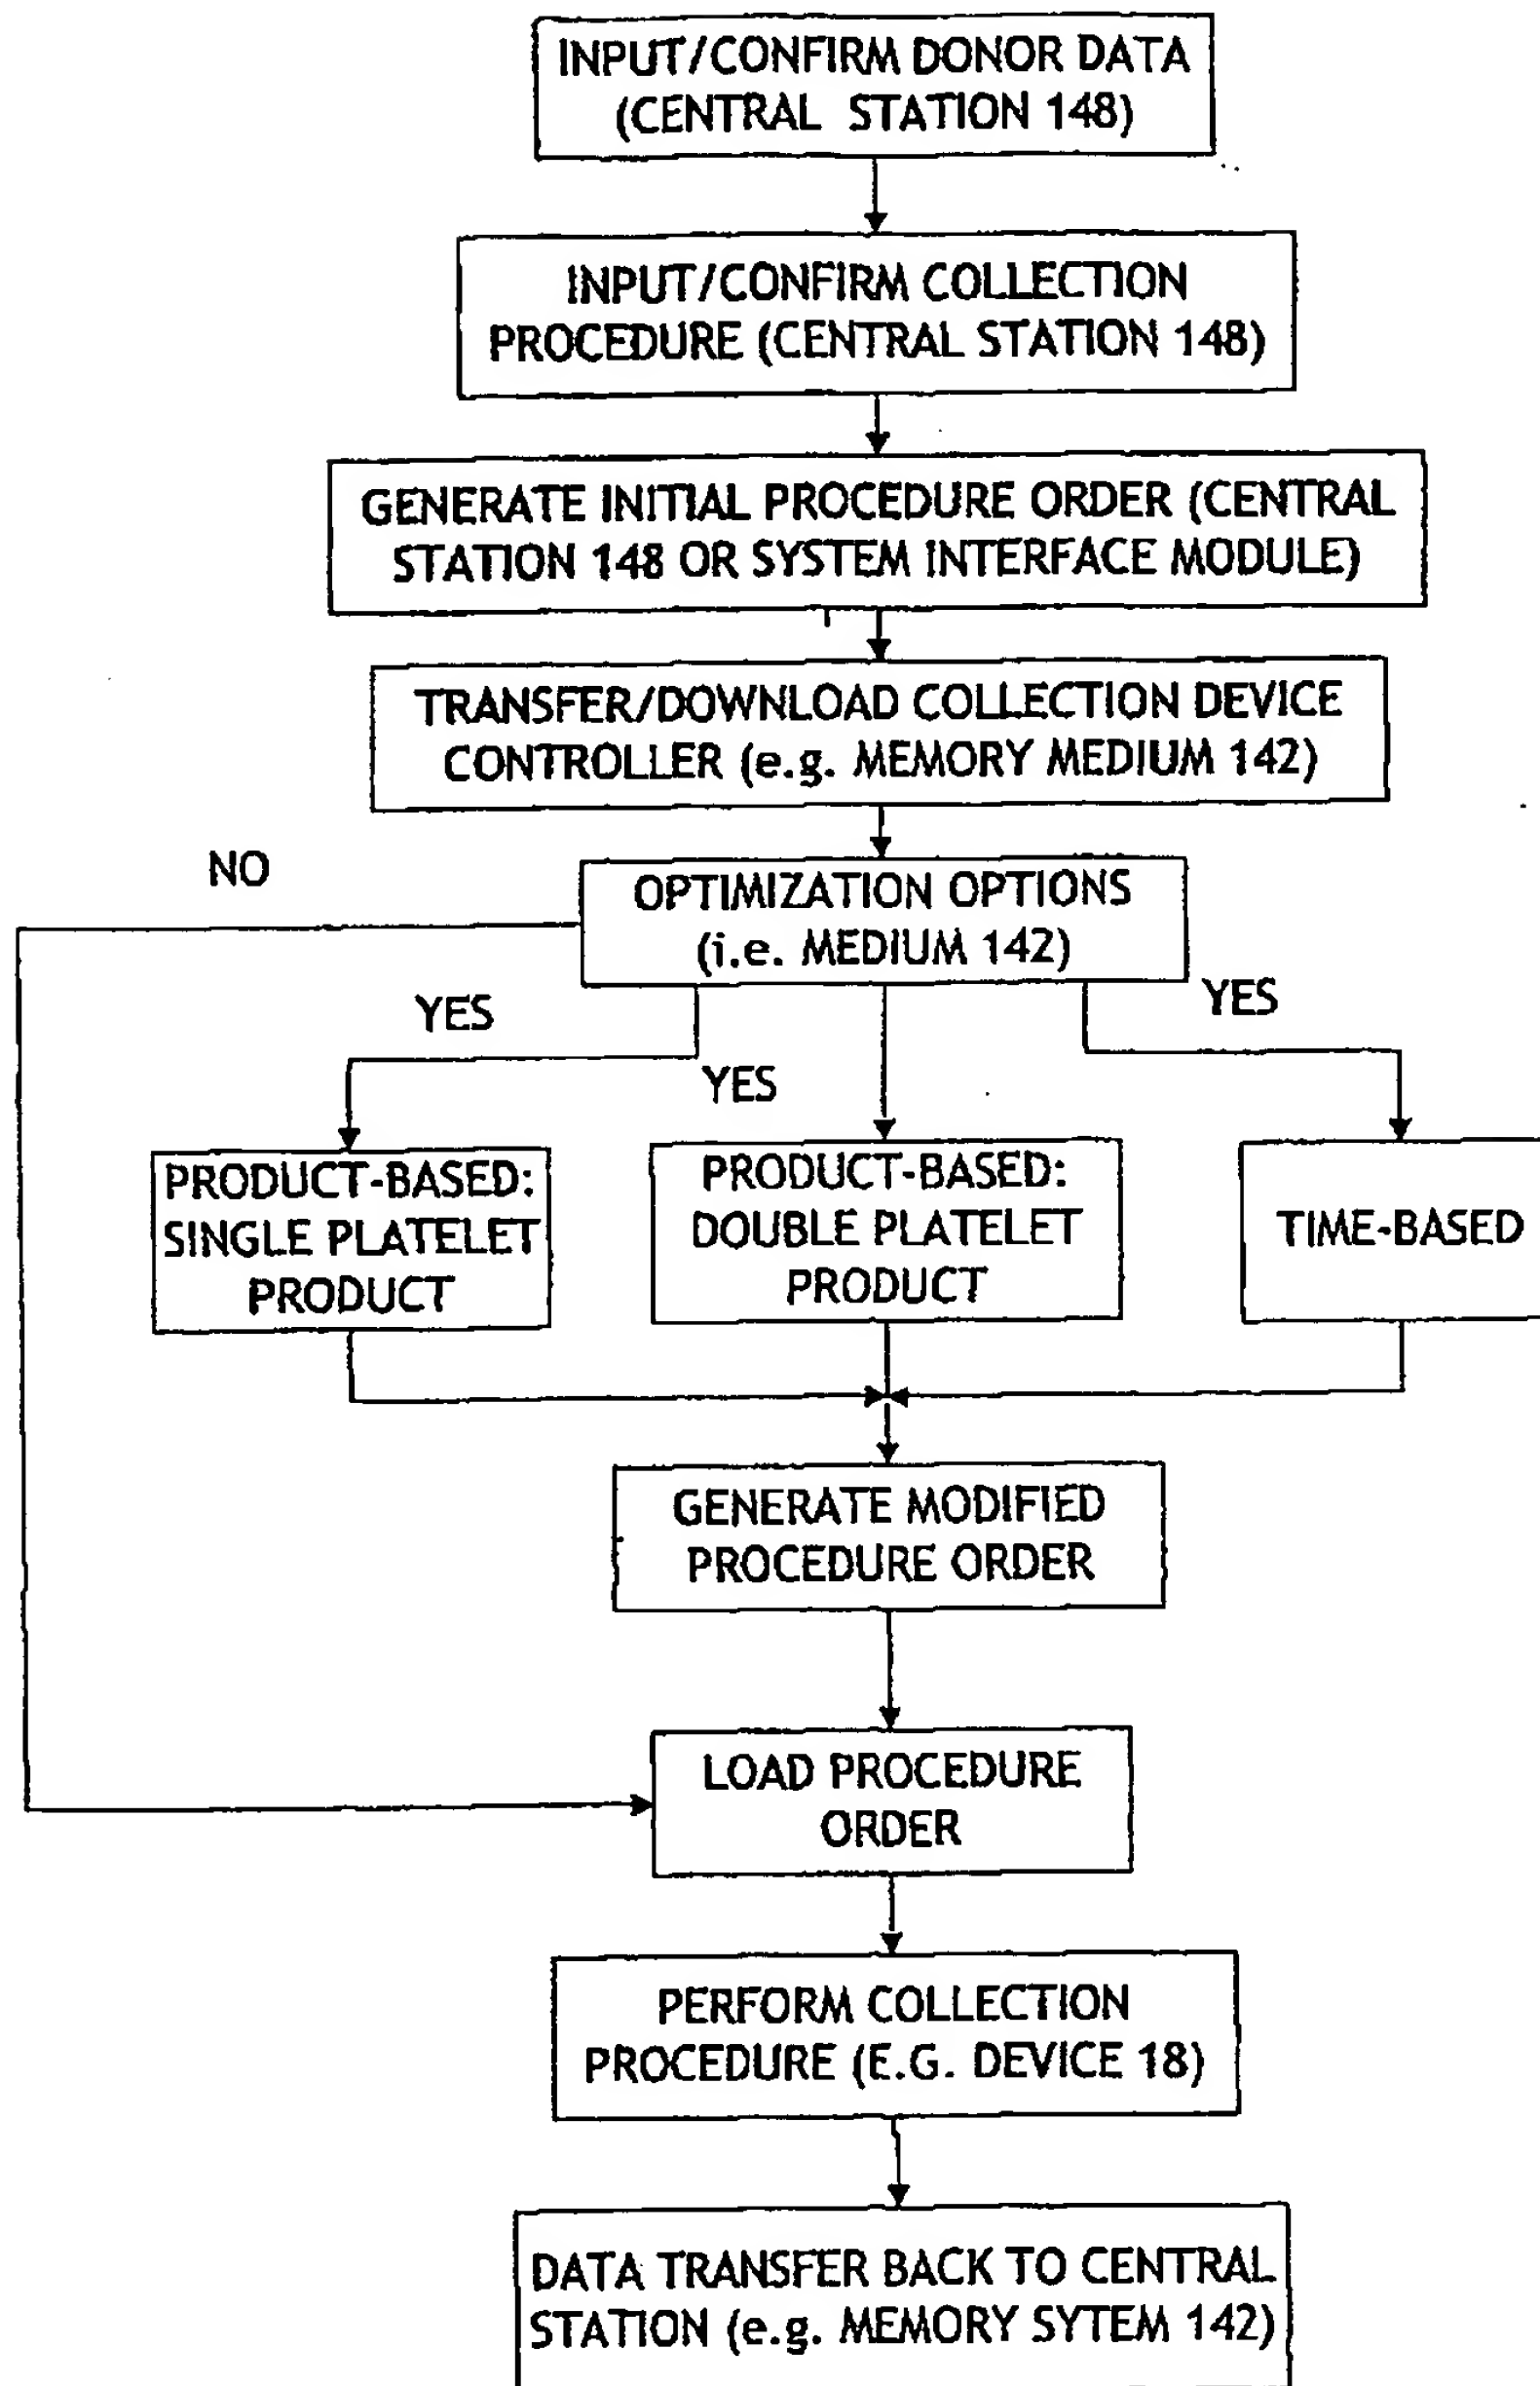 INPUT/CONFIRM DONOR DATA
(CENTRAL STATION 148)
INPUT/CONFIRM COLLECTION
PROCEDURE (CENTRAL STATION 148)
GENERATE INITIAL PROCEDURE ORDER (CENTRAL
STATION 148 OR SYSTEM INTERFACE MODULE)
TRANSFER/DOWNLOAD COLLECTION DEVICE
CONTROLLER (e.g. MEMORY MEDIUM 142)
NO
OPTIMIZATION OPTIONS
(i.e. MEDIUM 142)
YES
YES
YES
PRODUCT-BASED:
SINGLE PLATELET
PRODUCT
PRODUCT-BASED:
DOUBLE PLATELET
PRODUCT
TIME-BASED
GENERATE MODIFIED
PROCEDURE ORDER
LOAD PROCEDURE
ORDER
PERFORM COLLECTION
PROCEDURE (E.G. DEVICE 18)
DATA TRANSFER BACK TO CENTRAL
STATION (e.g. MEMORY SYTEM 142)